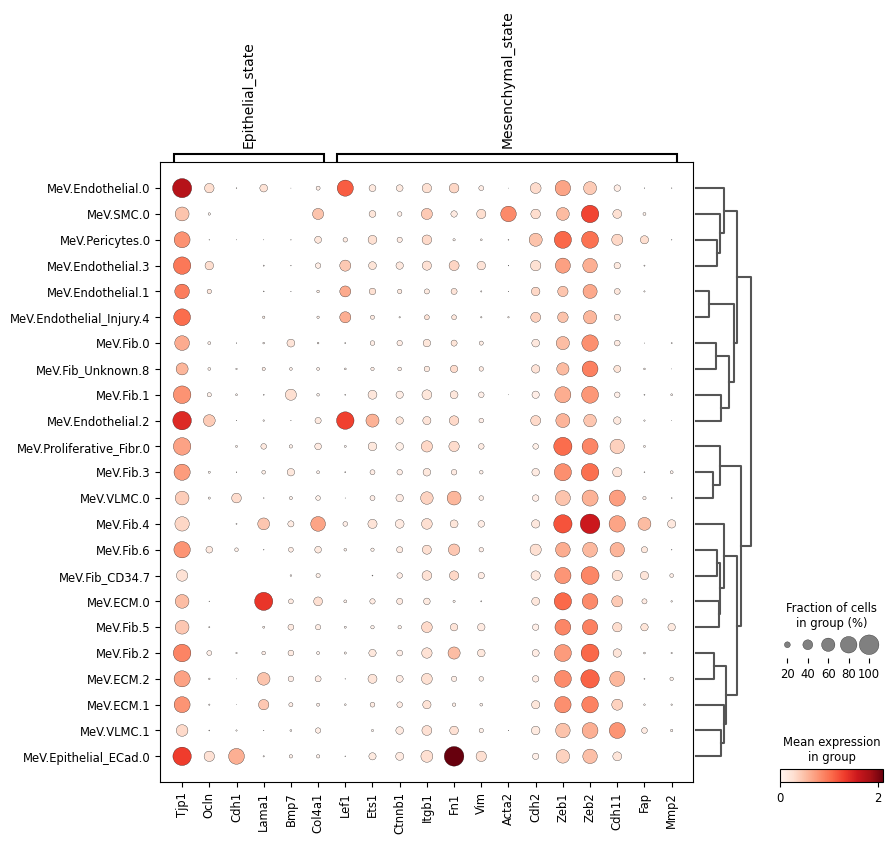 Epithelial_state
Mesenchymal_state
MeV.Endothelial.0
MeV.SMC.0
MeV.Pericytes.0
MeV.Endothelial.3
MeV.Endothelial.1
MeV.Endothelial_Injury.4
MeV.Fib.0
MeV.Fib_Unknown.8
MeV.Fib.1
MeV.Endothelial.2
MeV.Proliferative_Fibr.0
MeV.Fib.3
MeV.VLMC.0
MeV.Fib.4
MeV.Fib.6
MeV.Fib_CD34.7
MeV.ECM.0
MeV.Fib.5
MeV.Fib.2
MeV.ECM.2
MeV.ECM.1
MeV.VLMC.1
MeV.Epithelial_ECad.0
Tjp1
Ocln
Cdh1
Lama1
Bmp7
Col4a1
Lef1
Ets1
Ctnnb1
Itgb1
Fn1
Vim
Acta2
Cdh2
Zeb1
Zeb2
Cdh11
Fap
Mmp2
Fraction of cells
in group (%)
20 40 60 80 100
Mean expression
in group
0 2